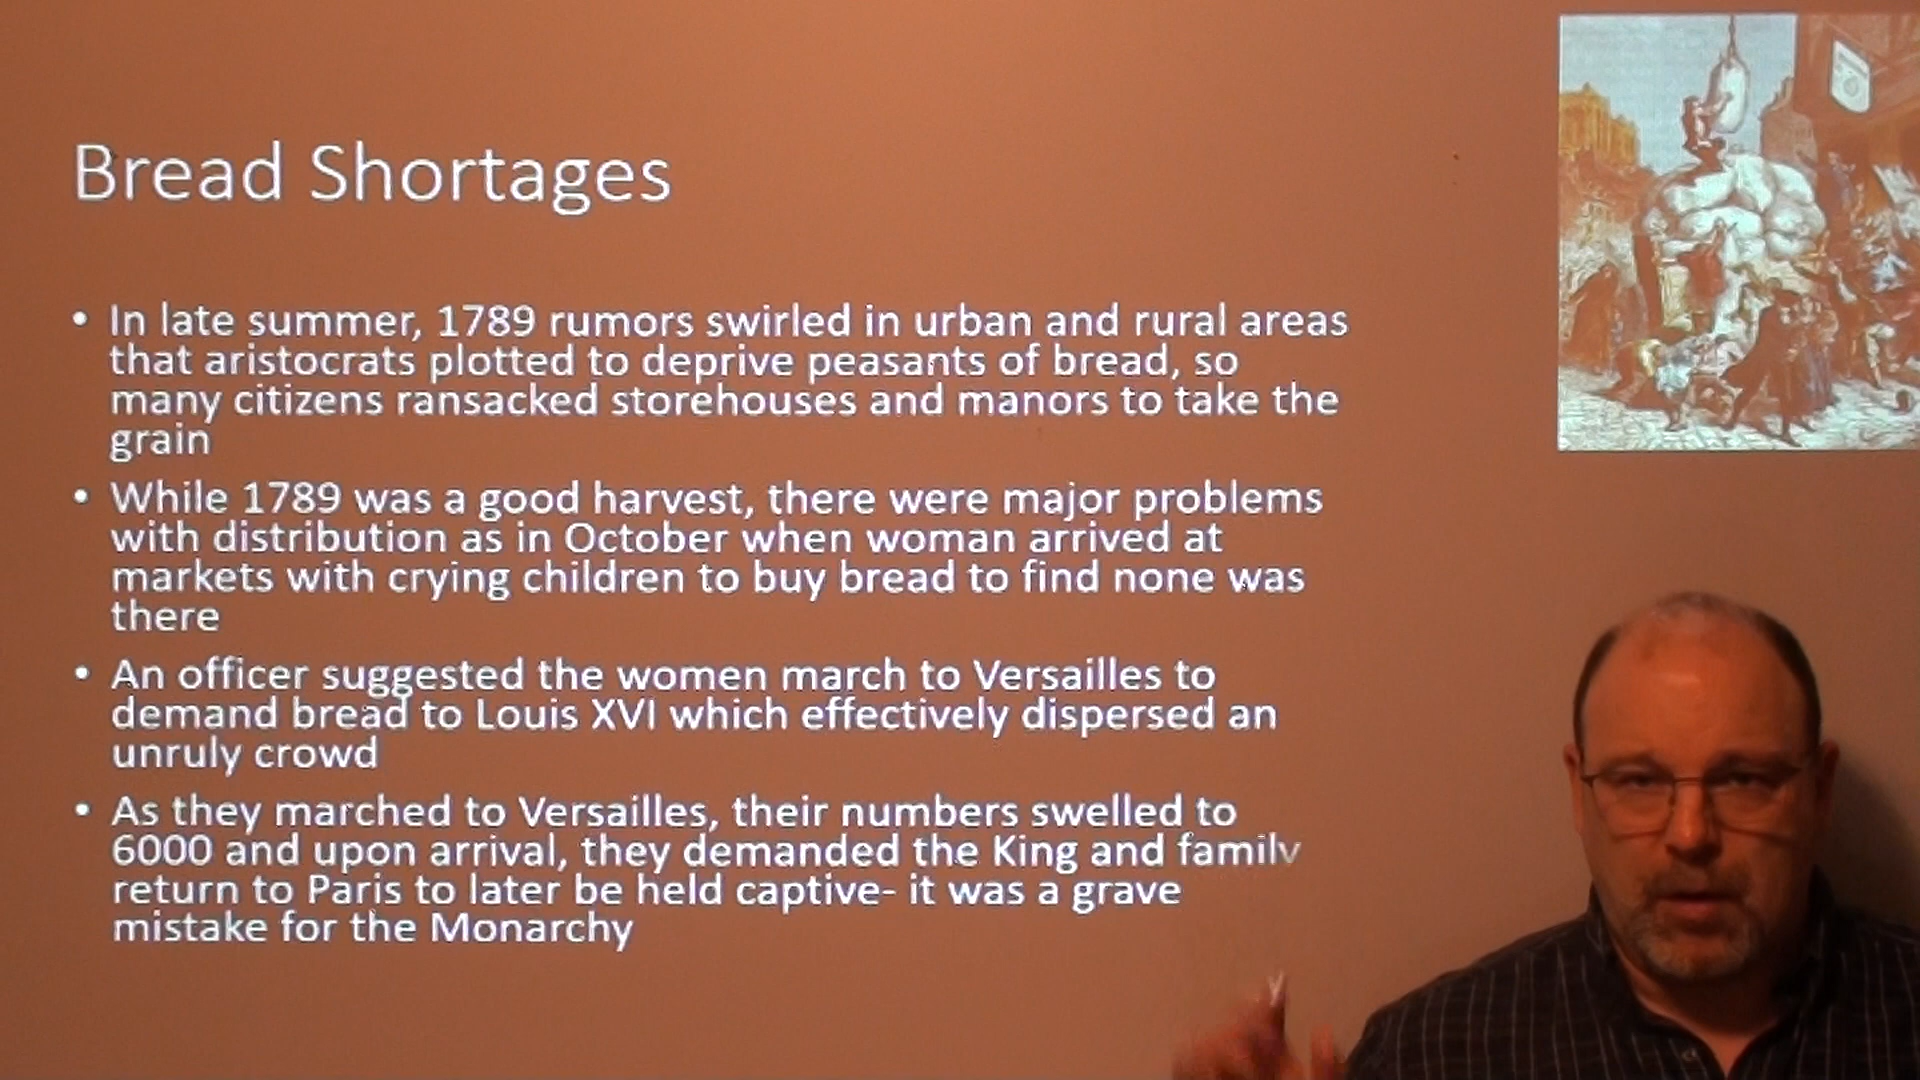 Bread Shortages
• In late summer, 1789 rumors swirled in urban and rural areas
that aristocrats plotted to deprive peasants of bread, so
many citizens ransacked storehouses and manors to take the
grain
• While 1789 was a good harvest, there were major problems
with distribution as in October when woman arrived at
markets with crying children to buy bread to find none was
there
• An officer suggested the women march to Versailles to
demand bread to Louis XVI which effectively dispersed an
unruly crowd
• As they marched to Versailles, their numbers swelled to
6000 and upon arrival, they demanded the King and family
return to Paris to later be held captive- it was a grave
mistake for the Monarchy